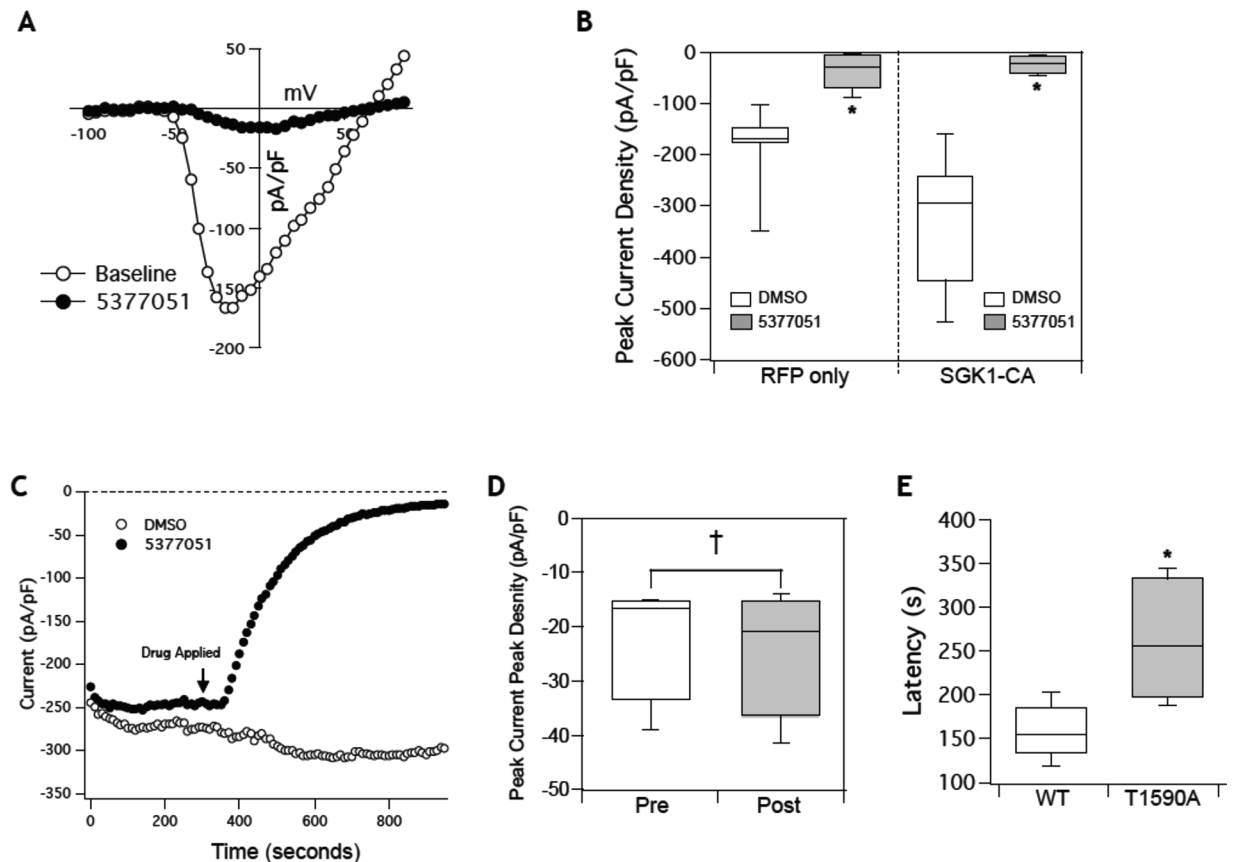 A
50
mV
-100
-50
50
-50
-100
-150
-200
pA/pF
Baseline
5377051
B
Peak Current Density (pA/pF)
0
-100
-200
-300
-400
-500
-600
*
*
DMSO
5377051
DMSO
5377051
RFP only
SGK1-CA
C
Current (pA/pF)
0
-50
-100
-150
-200
-250
-300
-350
DMSO
5377051
Drug Applied
0
200
400
600
800
Time (seconds)
D
Peak Current Peak Desnity (pA/pF)
0
-10
-20
-30
-40
-50
†
Pre
Post
E
Latency (s)
400
350
300
250
200
150
100
*
WT
T1590A